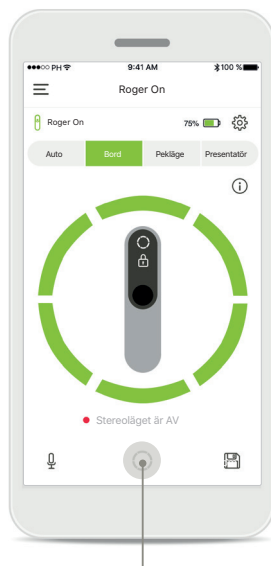 ●●●○○ PH 9:41 AM 100 %
Roger On
Roger On 75%
Auto Bord Pekläge Presentatör
Stereoläget är AV